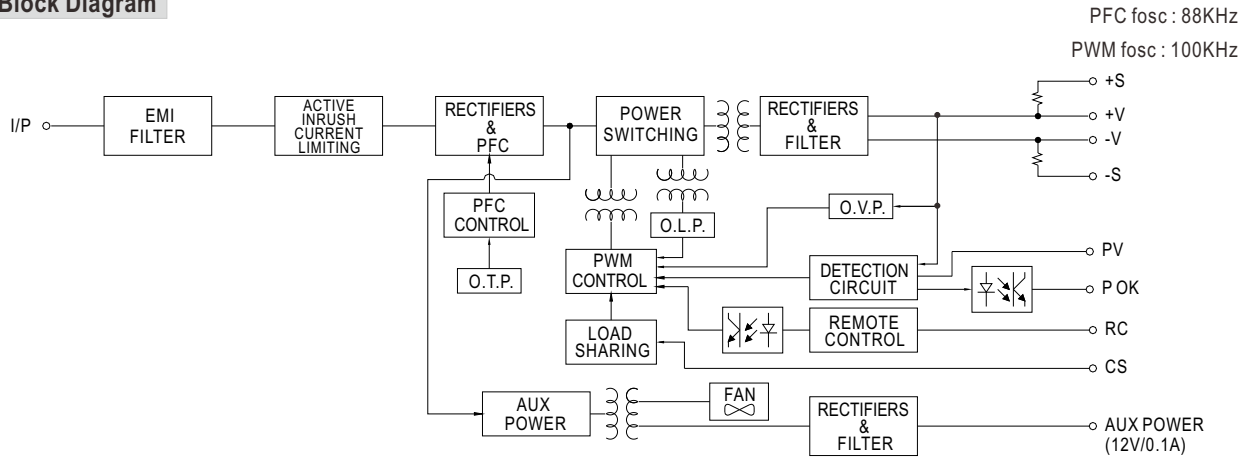 Block Diagram
PFC fosc : 88KHz
PWM fosc : 100KHz
I/P
EMI
FILTER
ACTIVE
INRUSH
CURRENT
LIMITING
RECTIFIERS
&
PFC
POWER
SWITCHING
RECTIFIERS
&
FILTER
+S
+V
-V
-S
PFC
CONTROL
O.L.P.
O.V.P.
O.T.P.
PWM
CONTROL
DETECTION
CIRCUIT
PV
P OK
LOAD
SHARING
REMOTE
CONTROL
RC
CS
AUX
POWER
FAN
RECTIFIERS
&
FILTER
AUX POWER
(12V/0.1A)